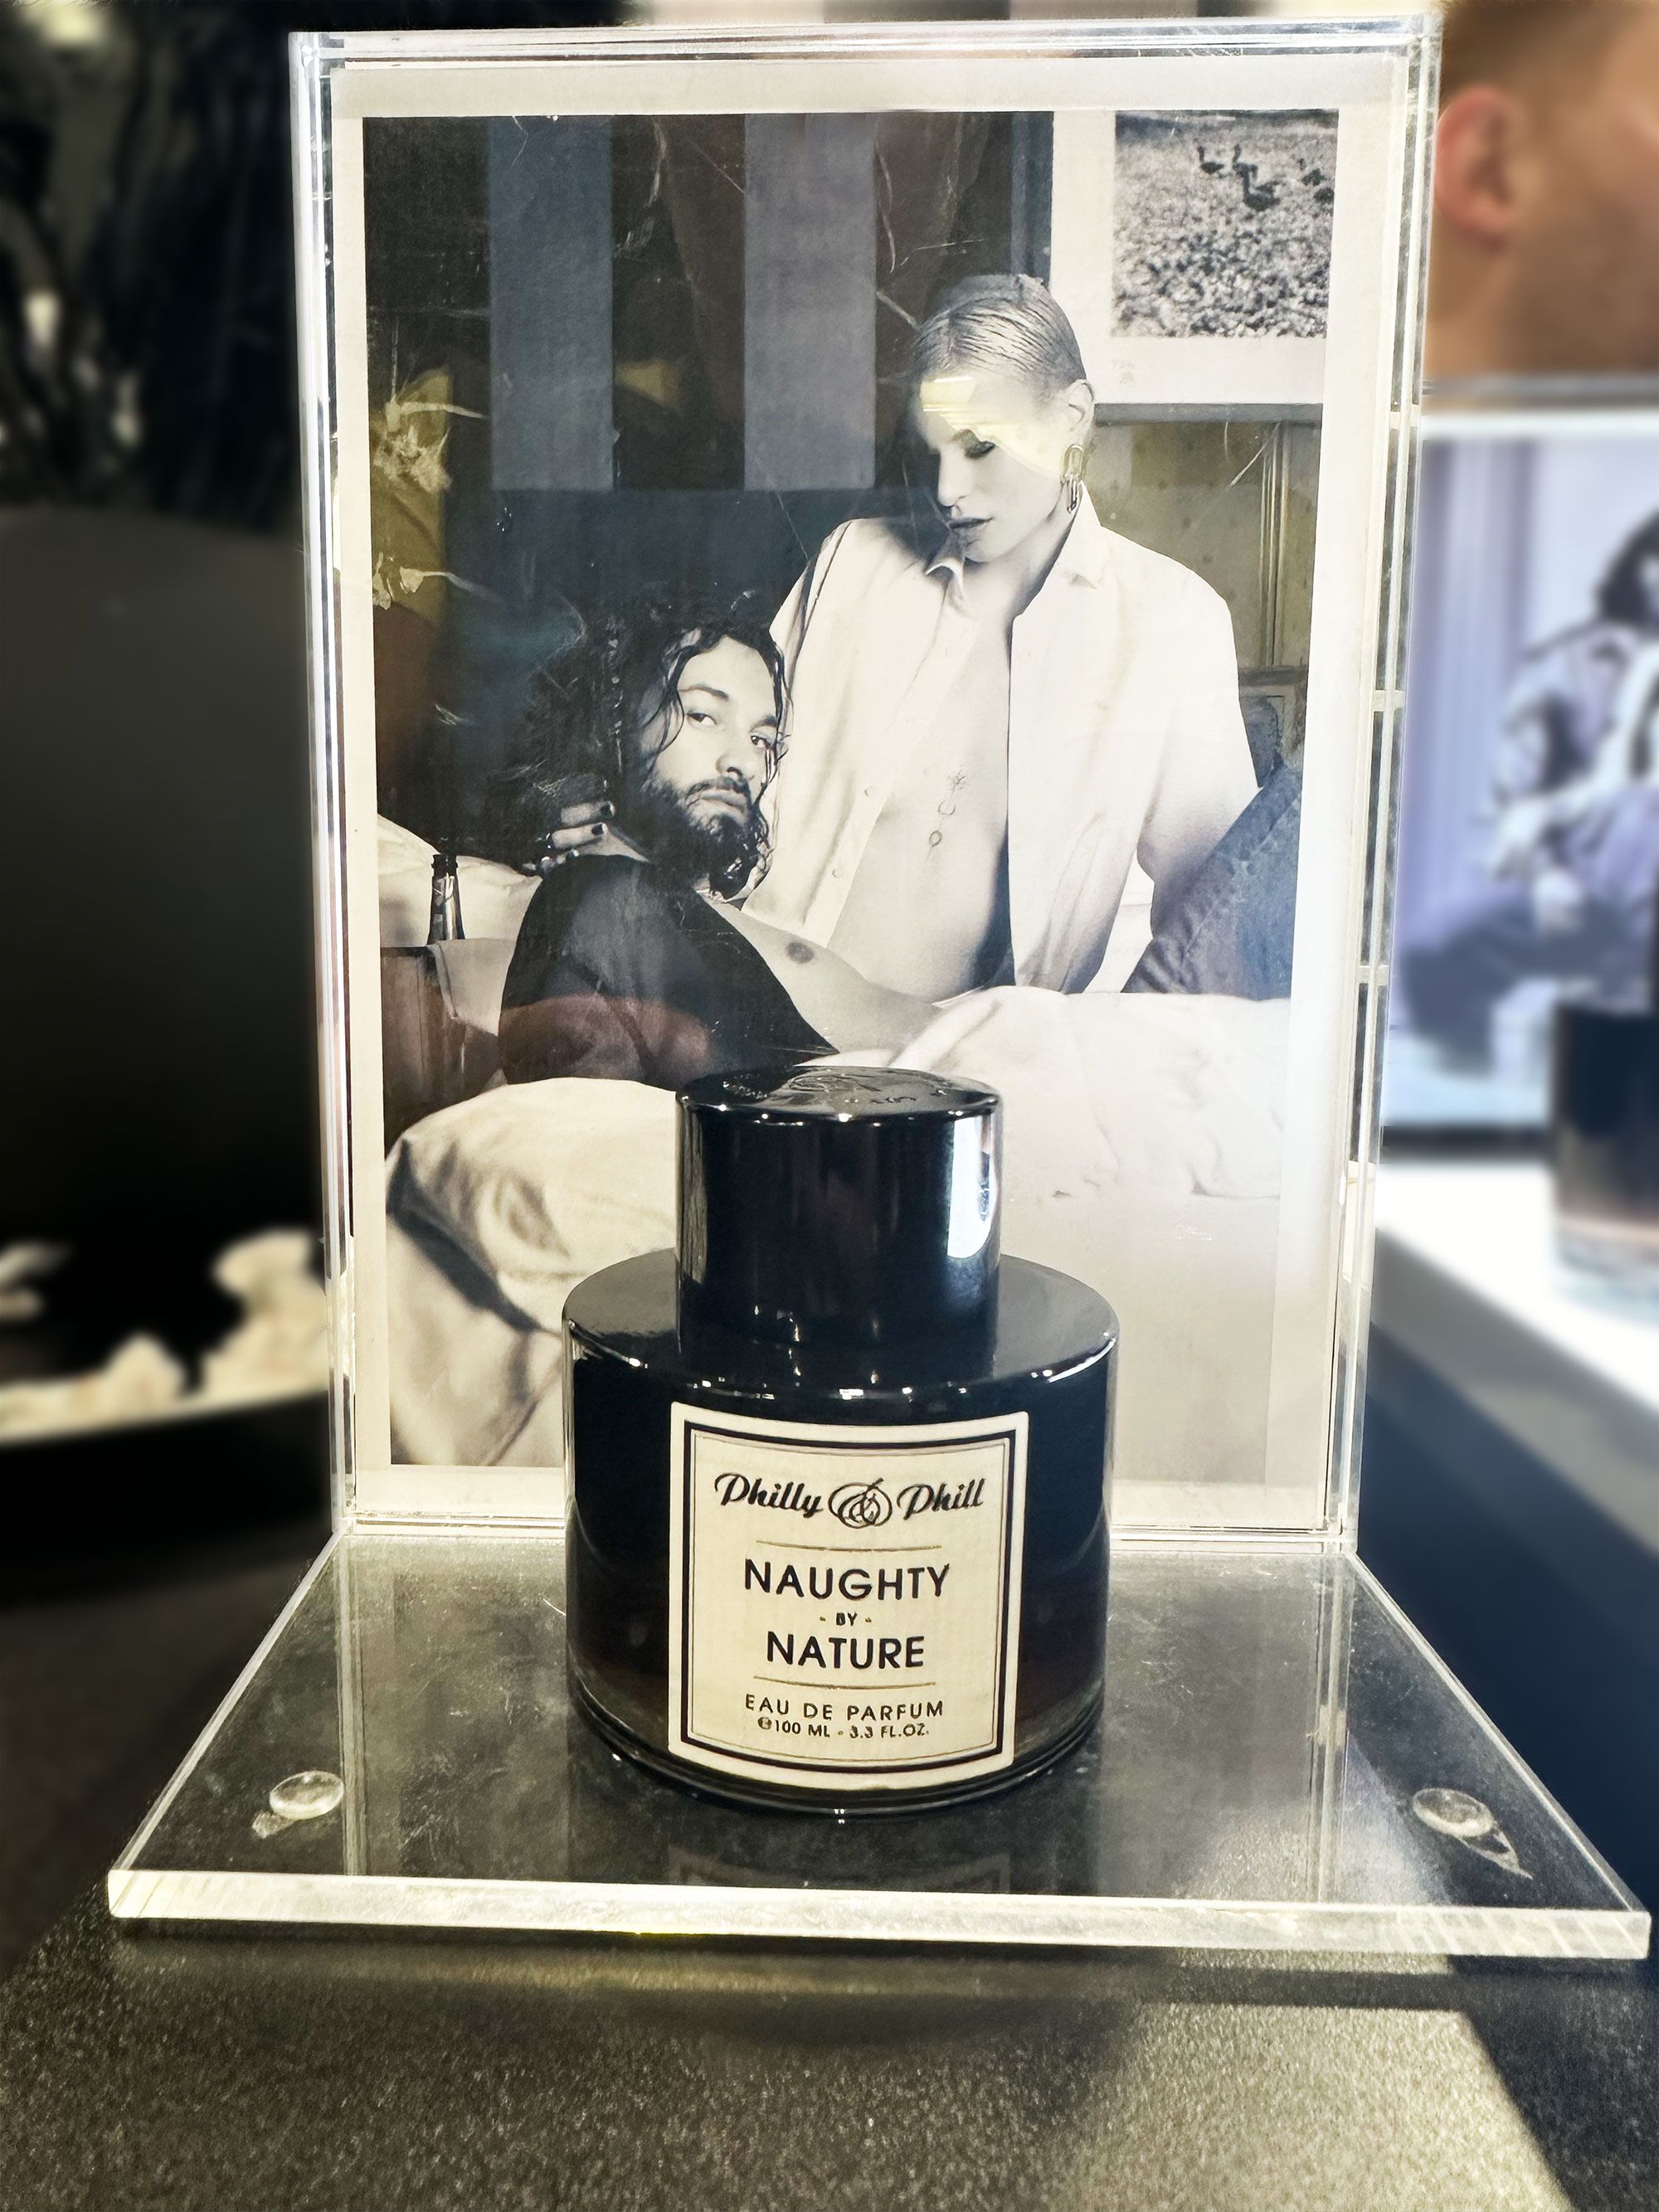 Philly & Phill
NAUGHTY
- BY -
NATURE
EAU DE PARFUM
℮100 ML - 3.3 FL.OZ.